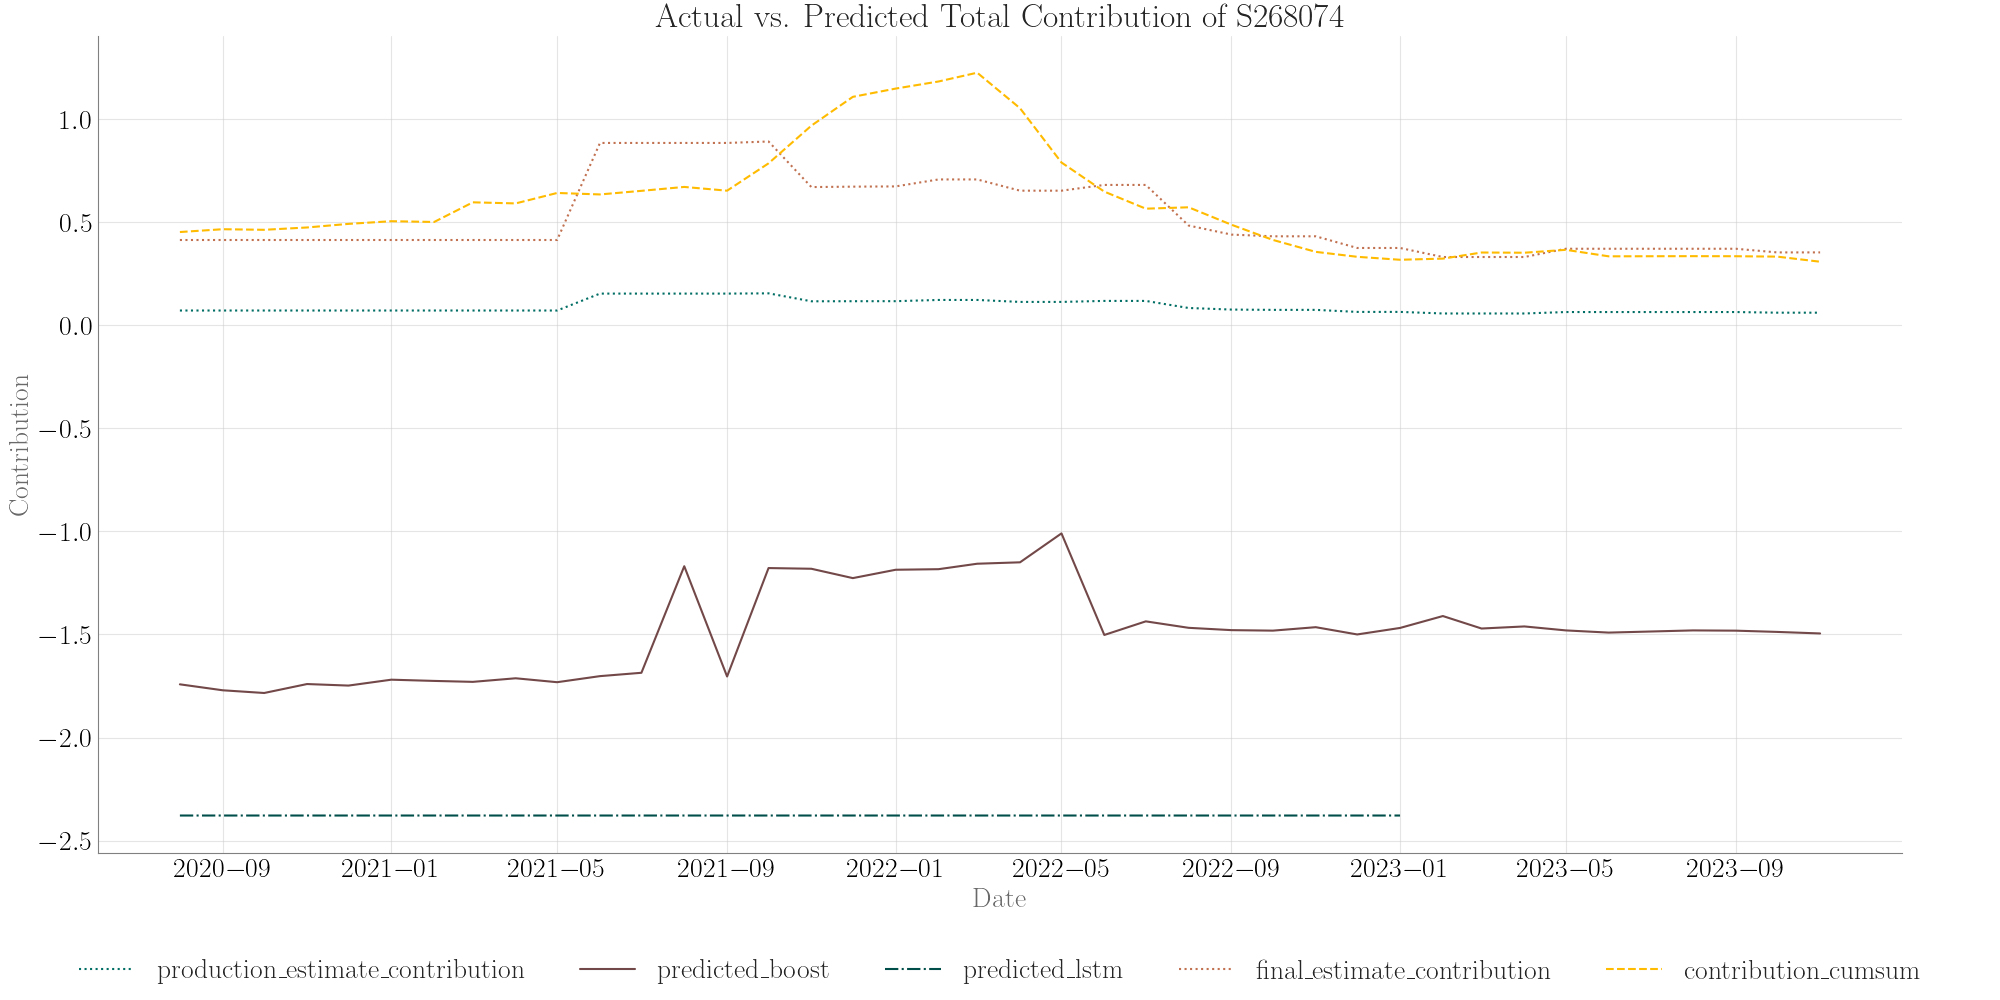 Actual vs. Predicted Total Contribution of S268074
1.0
0.5
0.0
−0.5
−1.0
−1.5
−2.0
−2.5
Contribution
2020−09 2021−01 2021−05 2021−09 2022−01 2022−05 2022−09 2023−01 2023−05 2023−09
Date
production_estimate_contribution predicted_boost predicted_lstm final_estimate_contribution contribution_cumsum